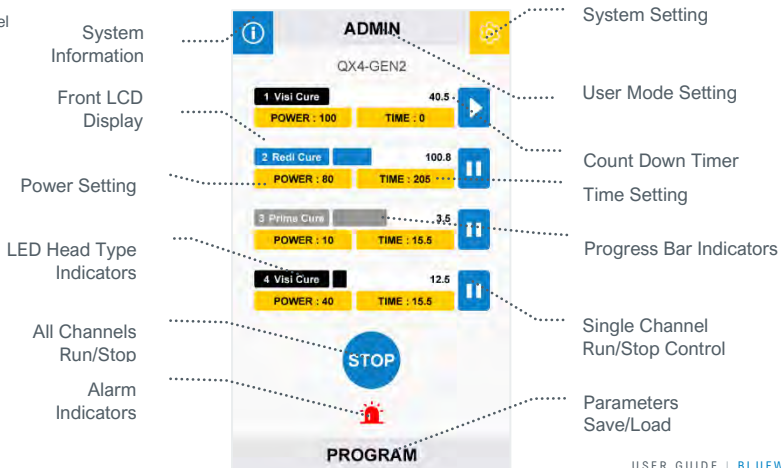 el
System
Information
Front LCD
Display
Power Setting
LED Head Type
Indicators
All Channels
Run/Stop
Alarm
Indicators
ADMIN
QX4-GEN2
1 Visi Cure 40.5
POWER : 100 TIME : 0
2 Redi Cure 100.8
POWER : 80 TIME : 205
3 Prima Cure 3.5
POWER : 10 TIME : 15.5
4 Visi Cure 12.5
POWER : 40 TIME : 15.5
STOP
PROGRAM
System Setting
User Mode Setting
Count Down Timer
Time Setting
Progress Bar Indicators
Single Channel
Run/Stop Control
Parameters
Save/Load
USER GUIDE | BLUEW